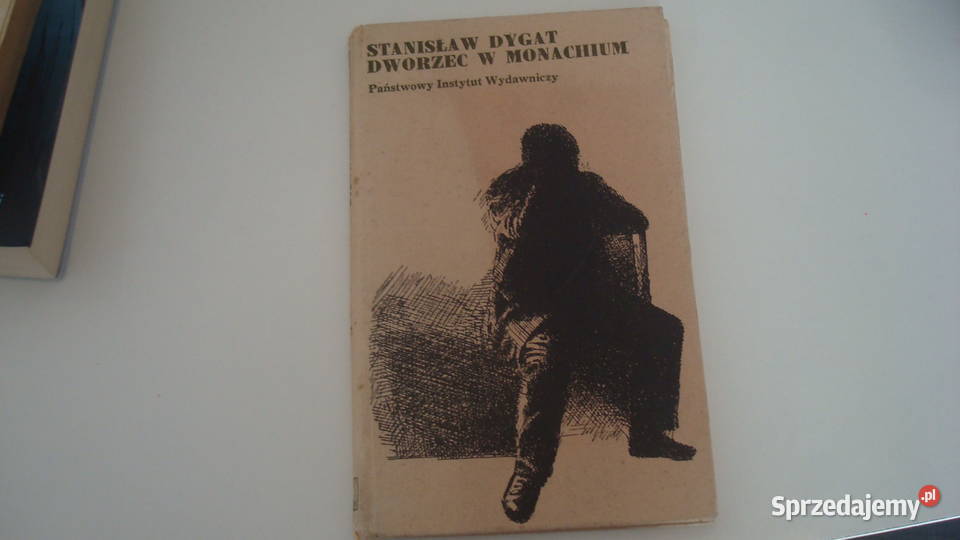 STANISŁAW DYGAT
DWORZEC W MONACHIUM
Państwowy Instytut Wydawniczy
Sprzedajemy.pl